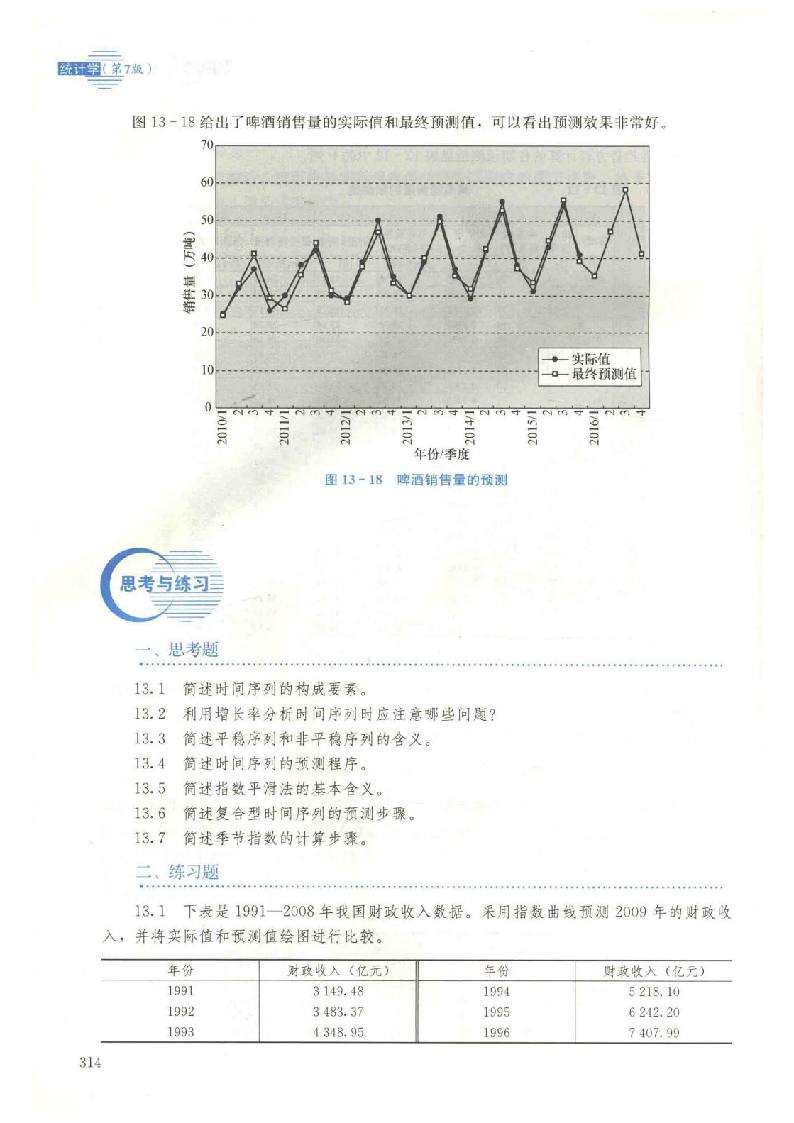 统计学(第7版)
图 13-18 给出了啤酒销售量的实际值和最终预测值，可以看出预测效果非常好。
70
60
50
40
30
20
10
0
销售量（万吨）
实际值
最终预测值
2010/1 2 3 4 2011/1 2 3 4 2012/1 2 3 4 2013/1 2 3 4 2014/1 2 3 4 2015/1 2 3 4 2016/1 2 3 4
年份/季度
图 13-18 啤酒销售量的预测
思考与练习
一、思考题
13.1 简述时间序列的构成要素。
13.2 利用增长率分析时间序列时应注意哪些问题?
13.3 简述平稳序列和非平稳序列的含义。
13.4 简述时间序列的预测程序。
13.5 简述指数平滑法的基本含义。
13.6 简述复合型时间序列的预测步骤。
13.7 简述季节指数的计算步骤。
二、练习题
13.1 下表是 1991—2008 年我国财政收入数据。采用指数曲线预测 2009 年的财政收
入，并将实际值和预测值绘图进行比较。
年份 财政收入（亿元） 年份 财政收入（亿元）
1991 3 149.48 1994 5 218.10
1992 3 483.37 1995 6 242.20
1993 4 348.95 1996 7 407.99
314